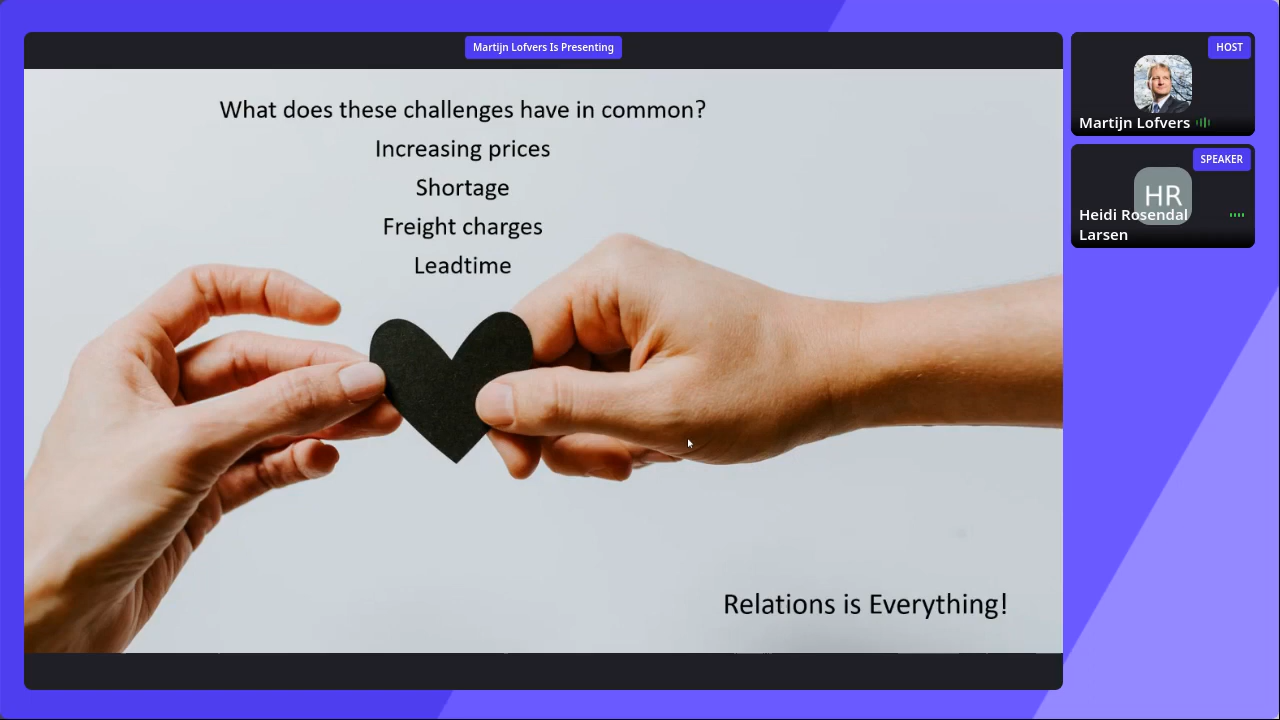 Martijn Lofvers Is Presenting
What does these challenges have in common?
Increasing prices
Shortage
Freight charges
Leadtime
Relations is Everything!
HOST
Martijn Lofvers
SPEAKER
HR
Heidi Rosendal
Larsen